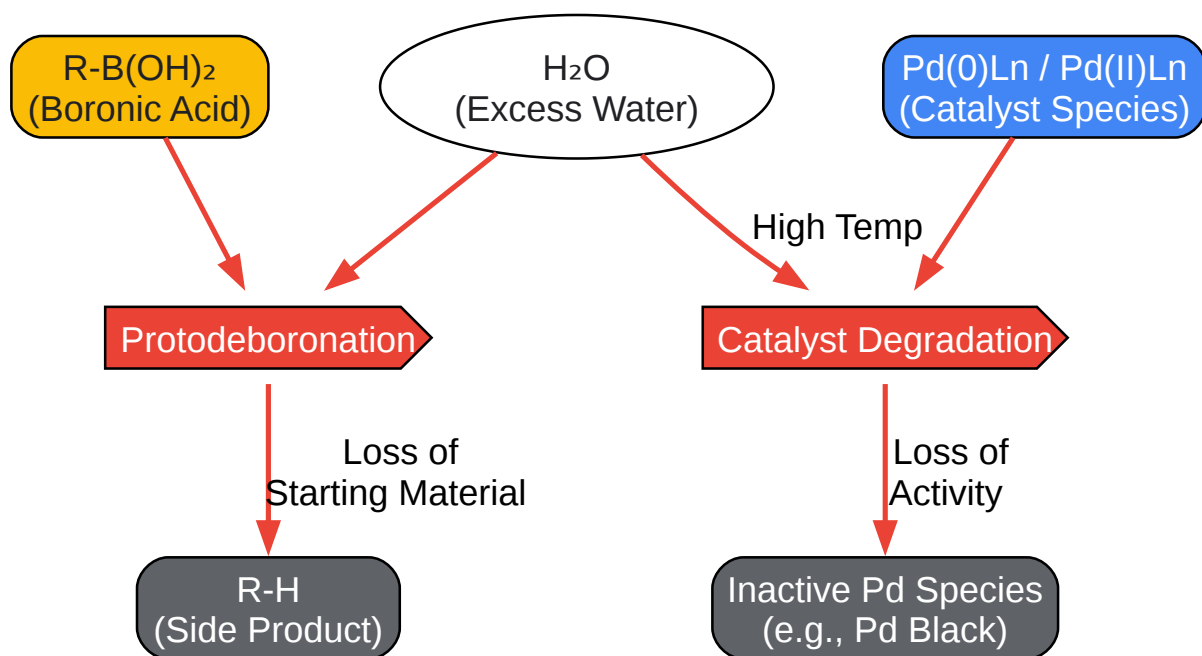 R-B(OH)₂
(Boronic Acid)
H₂O
(Excess Water)
Pd(0)Ln / Pd(II)Ln
(Catalyst Species)
High Temp
Protodeboronation
Catalyst Degradation
Loss of
Starting Material
Loss of
Activity
R-H
(Side Product)
Inactive Pd Species
(e.g., Pd Black)